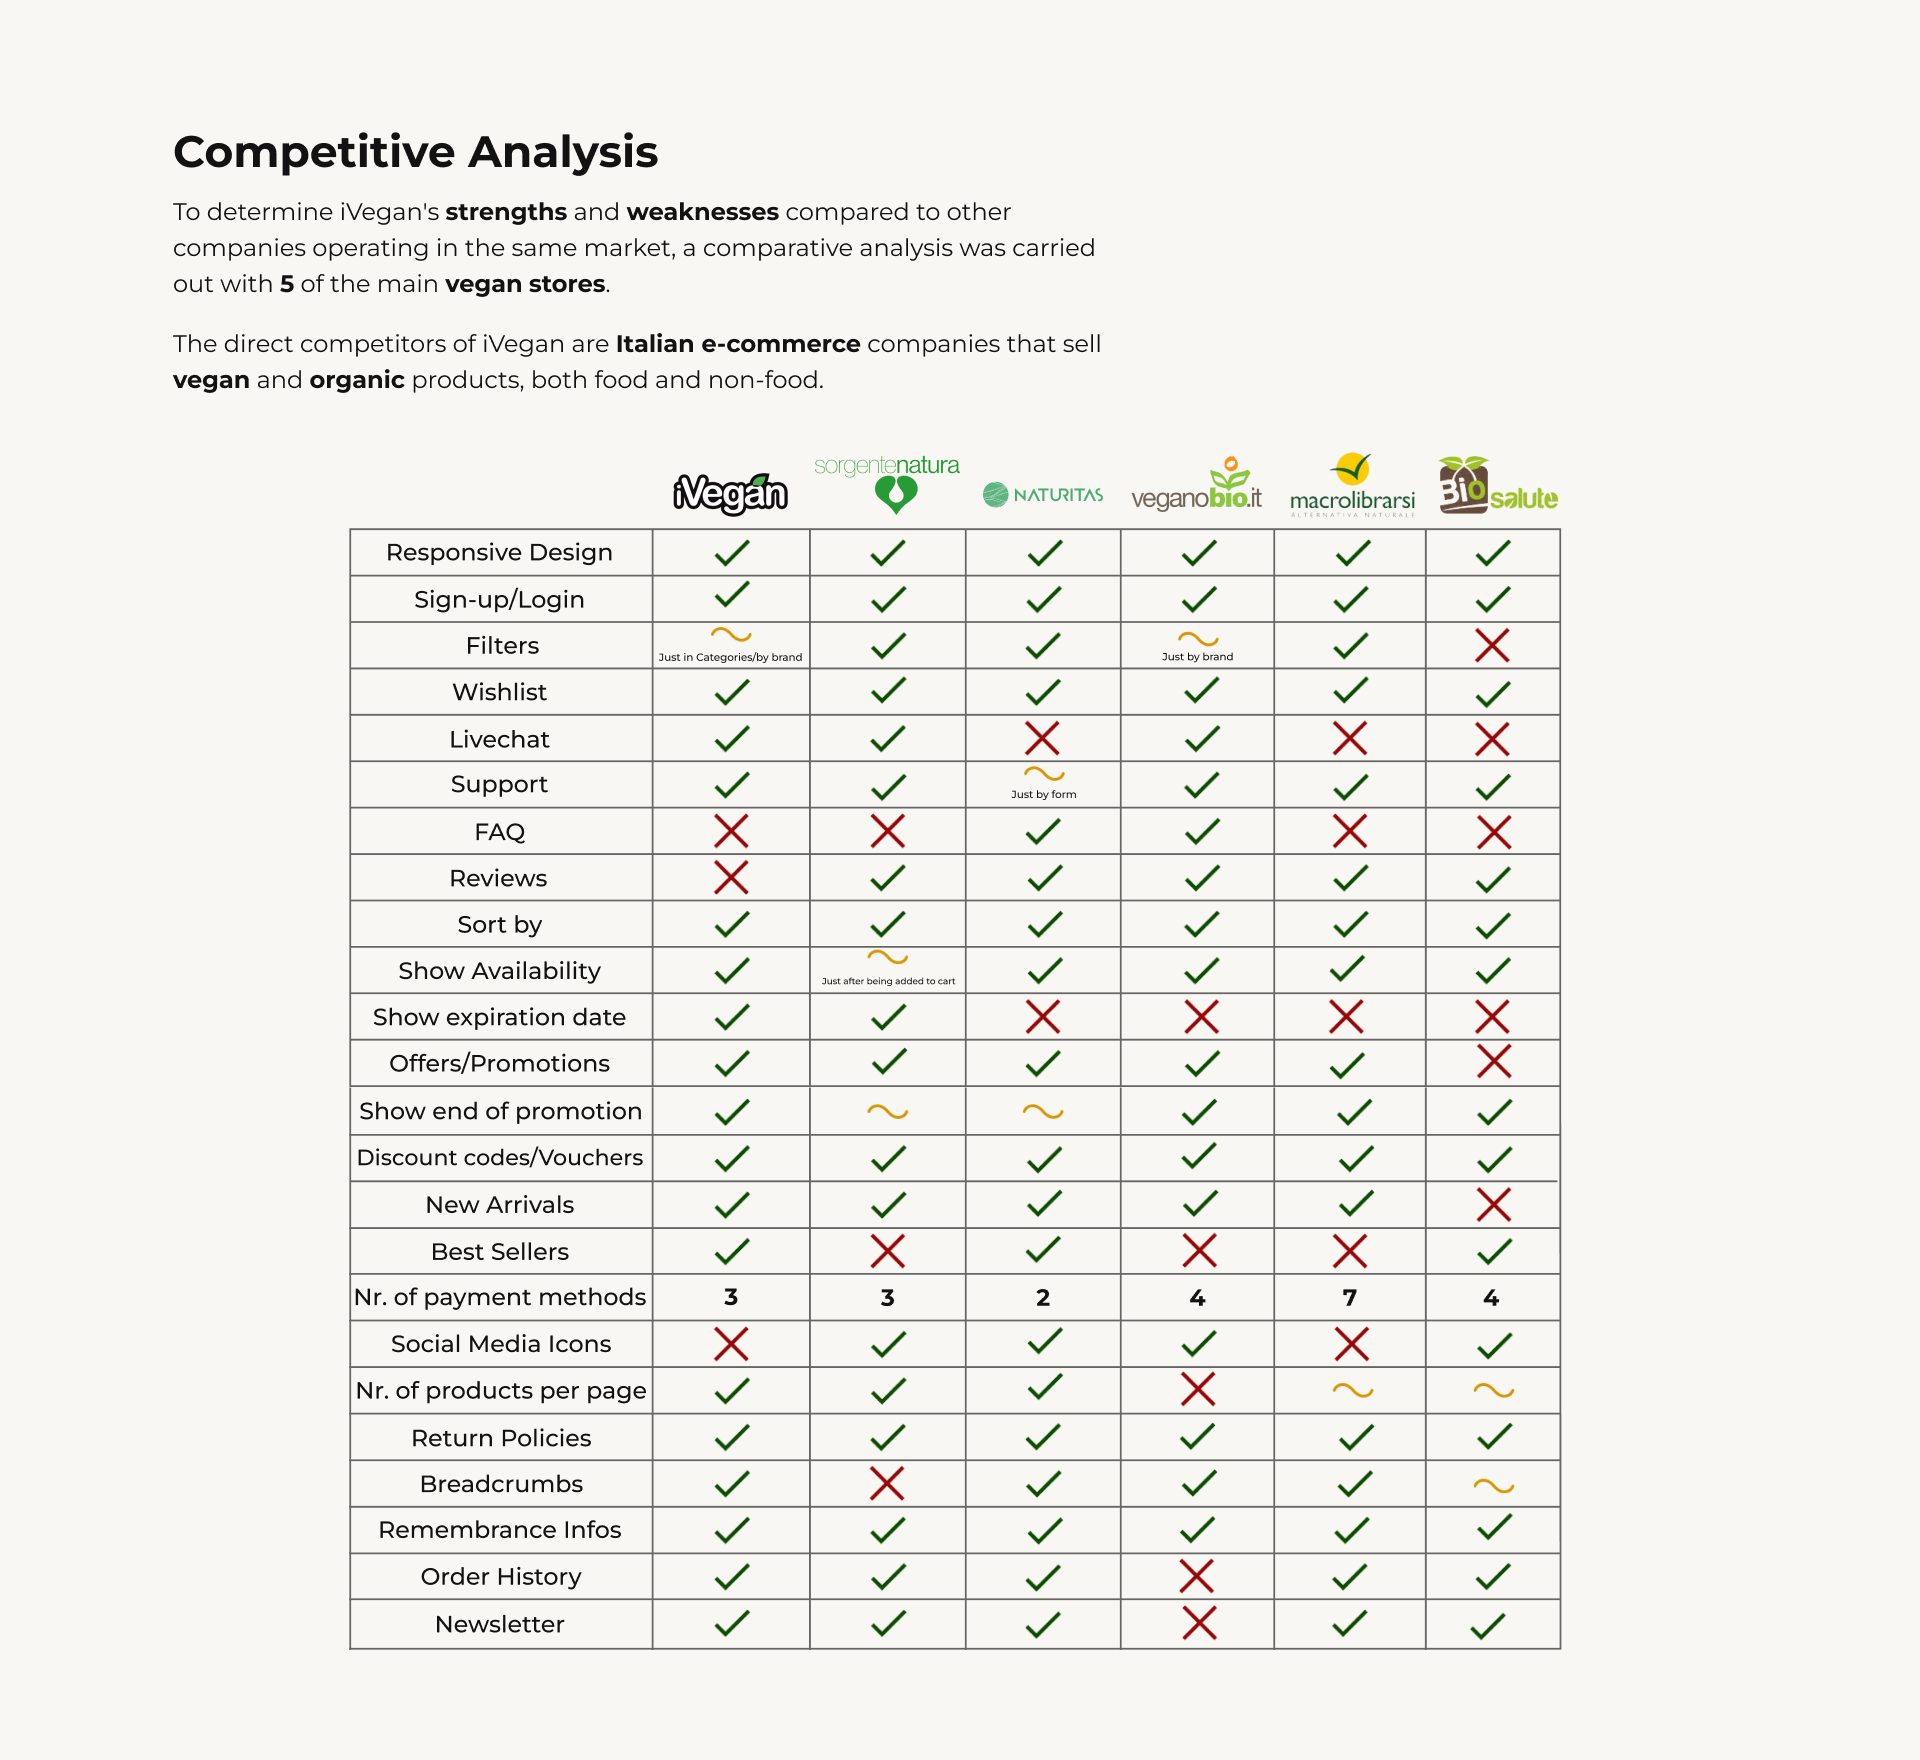 Competitive Analysis
To determine iVegan's strengths and weaknesses compared to other
companies operating in the same market, a comparative analysis was carried
out with 5 of the main vegan stores.
The direct competitors of iVegan are Italian e-commerce companies that sell
vegan and organic products, both food and non-food.
iVegan sorgentenatura NATURITAS veganobio.it macrolibrarsi ALTERNATIVA NATURALE Bio salute
Responsive Design
Sign-up/Login
Filters Just in Categories/by brand Just by brand
Wishlist
Livechat
Support Just by form
FAQ
Reviews
Sort by
Show Availability Just after being added to cart
Show expiration date
Offers/Promotions
Show end of promotion
Discount codes/Vouchers
New Arrivals
Best Sellers
Nr. of payment methods 3 3 2 4 7 4
Social Media Icons
Nr. of products per page
Return Policies
Breadcrumbs
Remembrance Infos
Order History
Newsletter